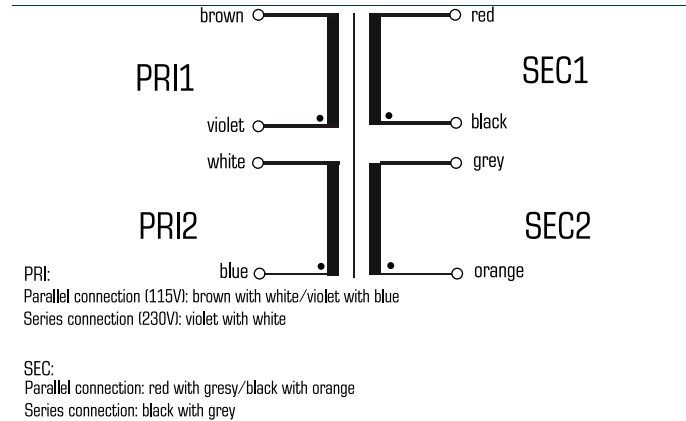 brown
red
PRI1
SEC1
violet
black
white
grey
PRI2
SEC2
blue
orange
PRI:
Parallel connection (115V): brown with white/violet with blue
Series connection (230V): violet with white
SEC:
Parallel connection: red with gresy/black with orange
Series connection: black with grey